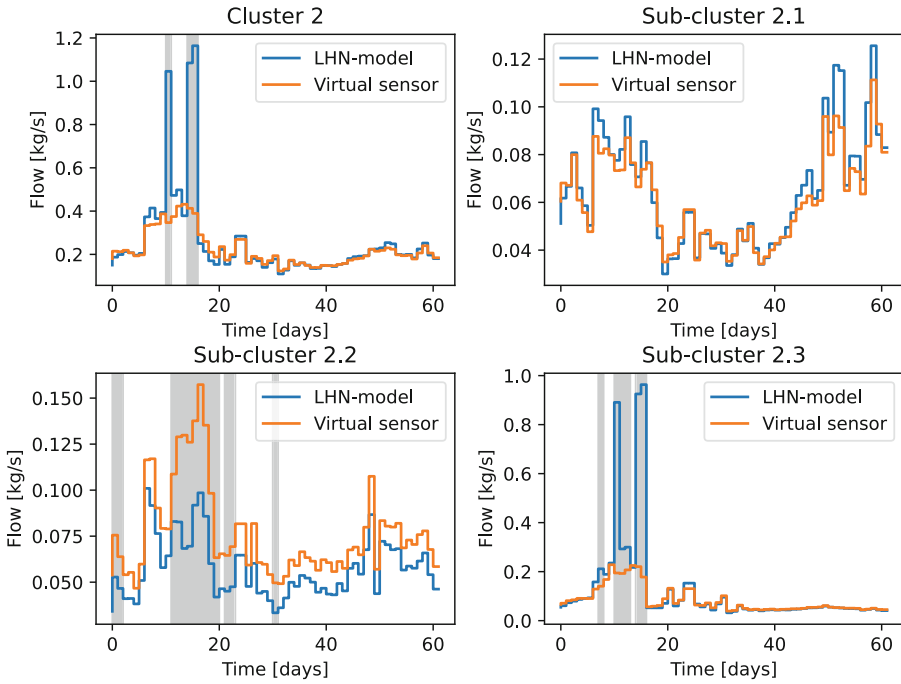 Cluster 2
Flow [kg/s]
1.2
1.0
0.8
0.6
0.4
0.2
LHN-model
Virtual sensor
0
20
40
60
Time [days]
Sub-cluster 2.1
Flow [kg/s]
0.12
0.10
0.08
0.06
0.04
LHN-model
Virtual sensor
0
20
40
60
Time [days]
Sub-cluster 2.2
Flow [kg/s]
0.150
0.125
0.100
0.075
0.050
LHN-model
Virtual sensor
0
20
40
60
Time [days]
Sub-cluster 2.3
Flow [kg/s]
1.0
0.8
0.6
0.4
0.2
0.0
LHN-model
Virtual sensor
0
20
40
60
Time [days]